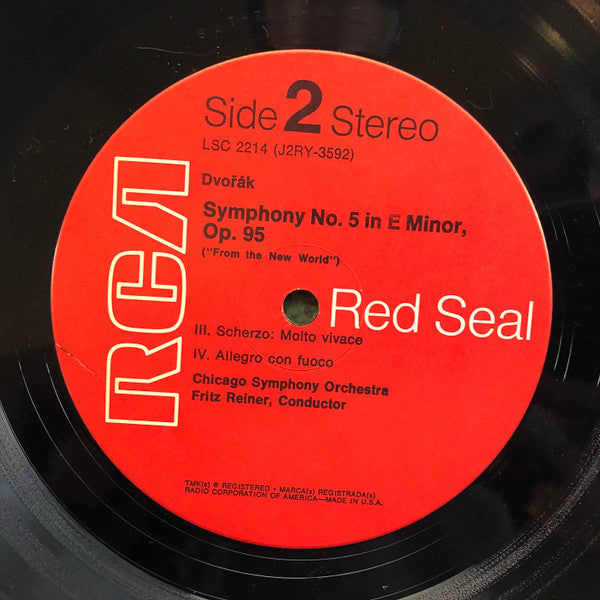 Side 2 Stereo
LSC 2214 (J2RY-3592)
Dvořák
Symphony No. 5 in E Minor,
Op. 95
("From the New World")
RCA
Red Seal
III. Scherzo: Molto vivace
IV. Allegro con fuoco
Chicago Symphony Orchestra
Fritz Reiner, Conductor
TMK(s) ® REGISTERED • MARCA(s) REGISTRADA(s)
RADIO CORPORATION OF AMERICA—MADE IN U.S.A.